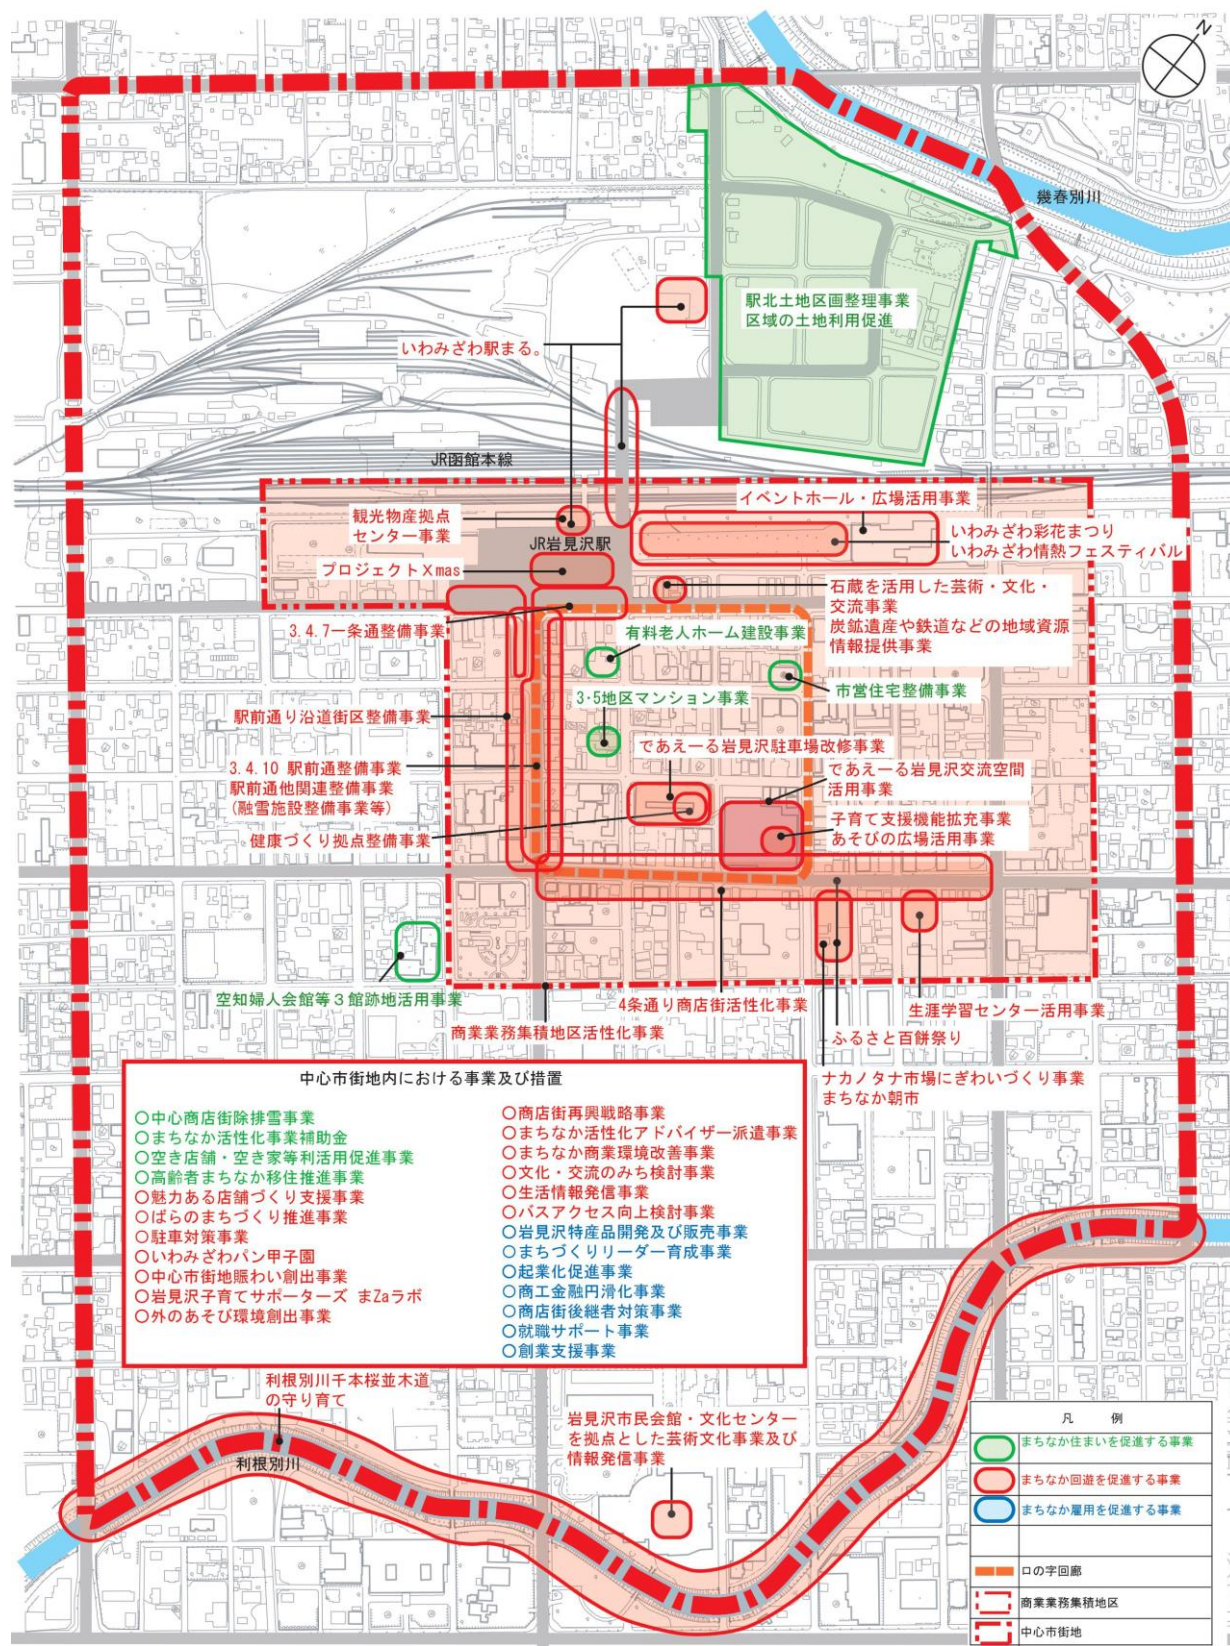 N
幾春別川
駅北土地区画整理事業
区域の土地利用促進
いわみざわ駅まる。
JR函館本線
イベントホール・広場活用事業
観光物産拠点
センター事業
いわみざわ彩花まつり
いわみざわ情熱フェスティバル
JR岩見沢駅
プロジェクトXmas
石蔵を活用した芸術・文化・
交流事業
炭鉱遺産や鉄道などの地域資源
情報提供事業
3.4.7一条通整備事業
有料老人ホーム建設事業
市営住宅整備事業
3・5地区マンション事業
駅前通り沿道街区整備事業
であえーる岩見沢駐車場改修事業
3.4.10 駅前通整備事業
駅前通他関連整備事業
(融雪施設整備事業等)
であえーる岩見沢交流空間
活用事業
子育て支援機能拡充事業
あそびの広場活用事業
健康づくり拠点整備事業
空知婦人会館等３館跡地活用事業
4条通り商店街活性化事業
生涯学習センター活用事業
商業業務集積地区活性化事業
ふるさと百餅祭り
ナカノタナ市場にぎわいづくり事業
まちなか朝市
中心市街地内における事業及び措置
○中心商店街除排雪事業
○まちなか活性化事業補助金
○空き店舗・空き家等利活用促進事業
○高齢者まちなか移住推進事業
○魅力ある店舗づくり支援事業
○ばらのまちづくり推進事業
○駐車対策事業
○いわみざわパン甲子園
○中心市街地賑わい創出事業
○岩見沢子育てサポーターズ まZaラボ
○外のあそび環境創出事業
○商店街再興戦略事業
○まちなか活性化アドバイザー派遣事業
○まちなか商業環境改善事業
○文化・交流のみち検討事業
○生活情報発信事業
○バスアクセス向上検討事業
○岩見沢特産品開発及び販売事業
○まちづくりリーダー育成事業
○起業化促進事業
○商工金融円滑化事業
○商店街後継者対策事業
○就職サポート事業
○創業支援事業
利根別川千本桜並木道
の守り育て
利根別川
岩見沢市民会館・文化センター
を拠点とした芸術文化事業及び
情報発信事業
凡 例
まちなか住まいを促進する事業
まちなか回遊を促進する事業
まちなか雇用を促進する事業
ロの字回廊
商業業務集積地区
中心市街地